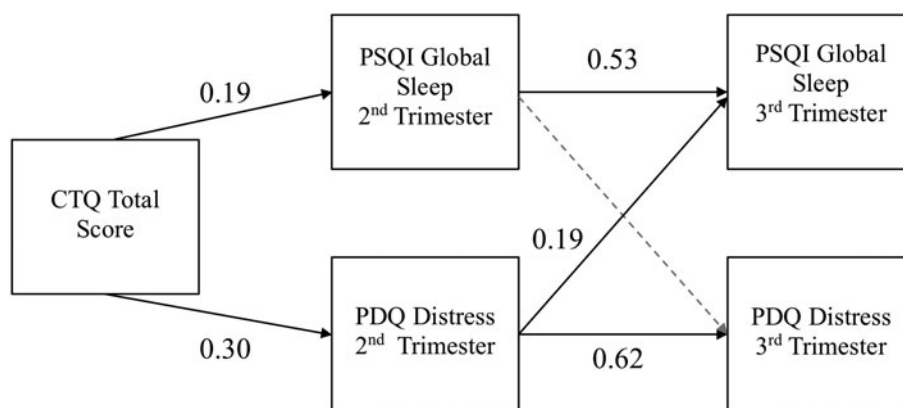 PSQI Global
Sleep
2nd Trimester
0.53
PSQI Global
Sleep
3rd Trimester
0.19
CTQ Total
Score
0.19
0.30
PDQ Distress
2nd Trimester
0.62
PDQ Distress
3rd Trimester